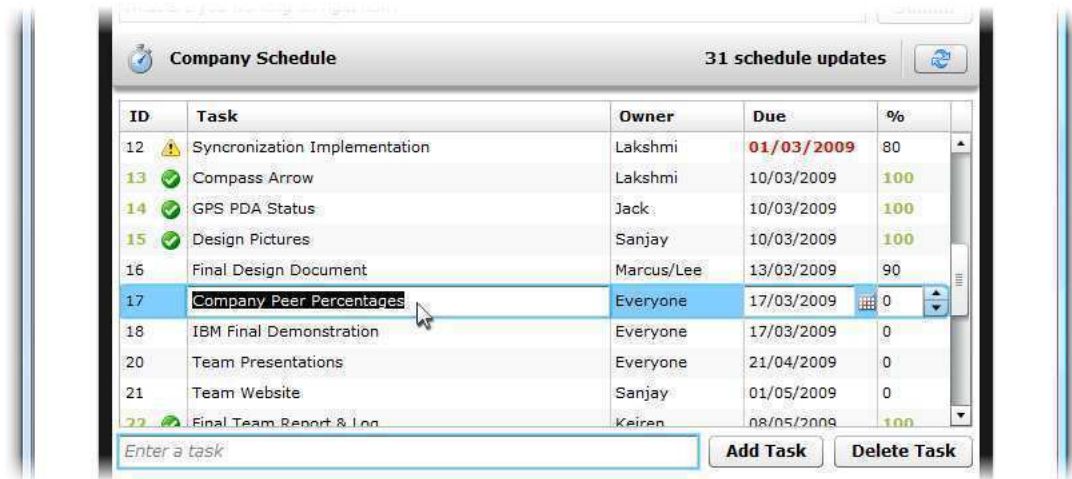 Company Schedule 31 schedule updates
ID Task Owner Due %
12 Syncronization Implementation Lakshmi 01/03/2009 80
13 Compass Arrow Lakshmi 10/03/2009 100
14 GPS PDA Status Jack 10/03/2009 100
15 Design Pictures Sanjay 10/03/2009 100
16 Final Design Document Marcus/Lee 13/03/2009 90
17 Company Peer Percentages Everyone 17/03/2009 0
18 IBM Final Demonstration Everyone 17/03/2009 0
20 Team Presentations Everyone 21/04/2009 0
21 Team Website Sanjay 01/05/2009 0
22 Final Team Report & Log Keiren 08/05/2009 100
Enter a task Add Task Delete Task